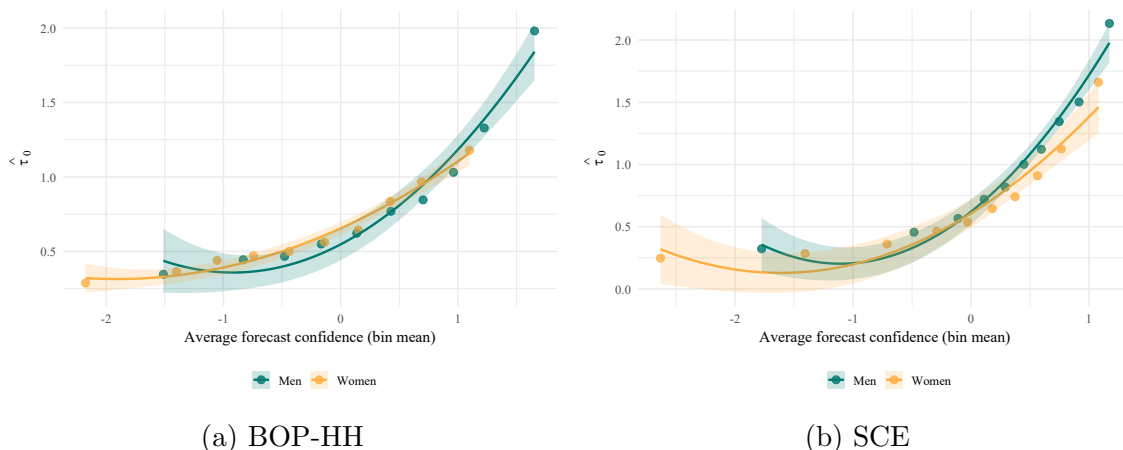 2.0
1.5
1.0
0.5
τ̂ 0
-2 -1 0 1
Average forecast confidence (bin mean)
Men Women
(a) BOP-HH
2.0
1.5
1.0
0.5
0.0
τ̂ 0
-2 -1 0 1
Average forecast confidence (bin mean)
Men Women
(b) SCE